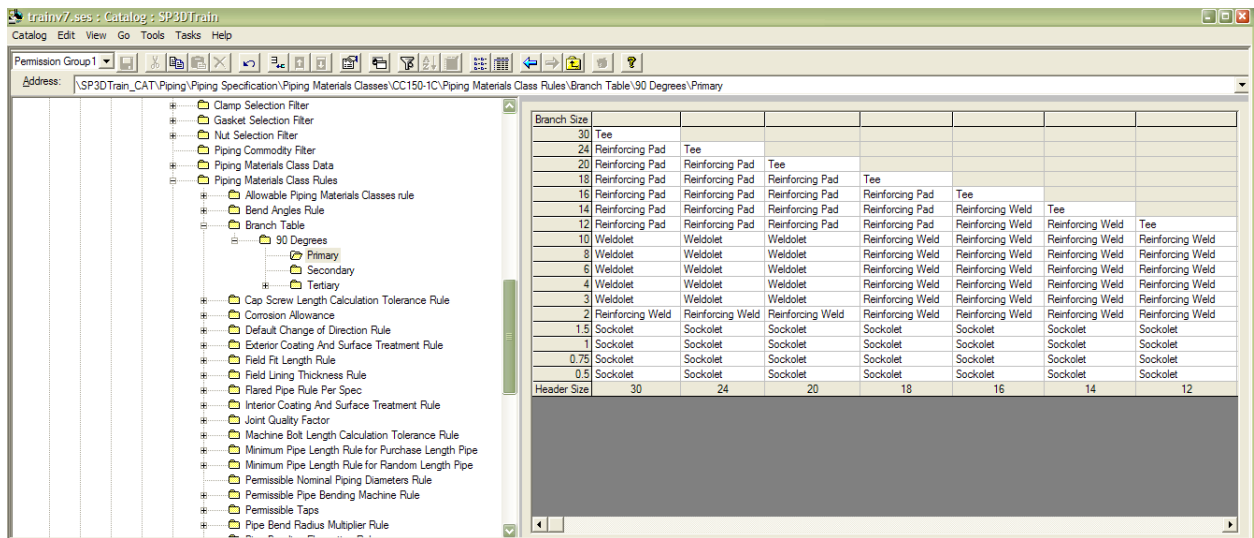 trainv7.ses : Catalog : SP3DTrain
Catalog Edit View Go Tools Tasks Help
Permission Group1
Address: \SP3DTrain_CAT\Piping\Piping Specification\Piping Materials Classes\CC150-1C\Piping Materials Class Rules\Branch Table\90 Degrees\Primary
Clamp Selection Filter
Gasket Selection Filter
Nut Selection Filter
Piping Commodity Filter
Piping Materials Class Data
Piping Materials Class Rules
Allowable Piping Materials Classes rule
Bend Angles Rule
Branch Table
90 Degrees
Primary
Secondary
Tertiary
Cap Screw Length Calculation Tolerance Rule
Corrosion Allowance
Default Change of Direction Rule
Exterior Coating And Surface Treatment Rule
Field Fit Length Rule
Field Lining Thickness Rule
Flared Pipe Rule Per Spec
Interior Coating And Surface Treatment Rule
Joint Quality Factor
Machine Bolt Length Calculation Tolerance Rule
Minimum Pipe Length Rule for Purchase Length Pipe
Minimum Pipe Length Rule for Random Length Pipe
Permissible Nominal Piping Diameters Rule
Permissible Pipe Bending Machine Rule
Permissible Taps
Pipe Bend Radius Multiplier Rule
Branch Size
30 Tee
24 Reinforcing Pad Tee
20 Reinforcing Pad Reinforcing Pad Tee
18 Reinforcing Pad Reinforcing Pad Reinforcing Pad Tee
16 Reinforcing Pad Reinforcing Pad Reinforcing Pad Reinforcing Pad Tee
14 Reinforcing Pad Reinforcing Pad Reinforcing Pad Reinforcing Pad Reinforcing Weld Tee
12 Reinforcing Pad Reinforcing Pad Reinforcing Pad Reinforcing Pad Reinforcing Weld Reinforcing Weld Tee
10 Weldolet Weldolet Weldolet Reinforcing Weld Reinforcing Weld Reinforcing Weld Reinforcing Weld
8 Weldolet Weldolet Weldolet Reinforcing Weld Reinforcing Weld Reinforcing Weld Reinforcing Weld
6 Weldolet Weldolet Weldolet Reinforcing Weld Reinforcing Weld Reinforcing Weld Reinforcing Weld
4 Weldolet Weldolet Weldolet Reinforcing Weld Reinforcing Weld Reinforcing Weld Reinforcing Weld
3 Weldolet Weldolet Weldolet Reinforcing Weld Reinforcing Weld Reinforcing Weld Reinforcing Weld
2 Reinforcing Weld Reinforcing Weld Reinforcing Weld Reinforcing Weld Reinforcing Weld Reinforcing Weld Reinforcing Weld
1.5 Sockolet Sockolet Sockolet Sockolet Sockolet Sockolet Sockolet
1 Sockolet Sockolet Sockolet Sockolet Sockolet Sockolet Sockolet
0.75 Sockolet Sockolet Sockolet Sockolet Sockolet Sockolet Sockolet
0.5 Sockolet Sockolet Sockolet Sockolet Sockolet Sockolet Sockolet
Header Size 30 24 20 18 16 14 12